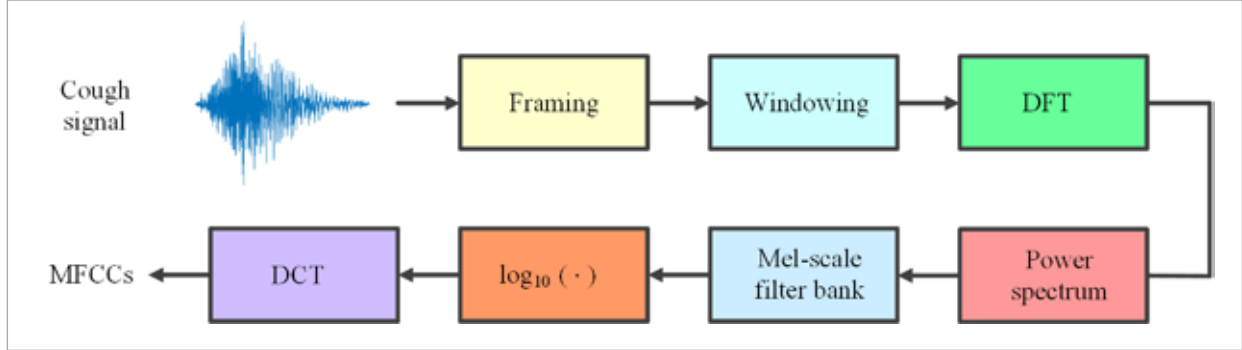 Cough
signal
Framing
Windowing
DFT
MFCCs
DCT
log₁₀ ( · )
Mel-scale
filter bank
Power
spectrum